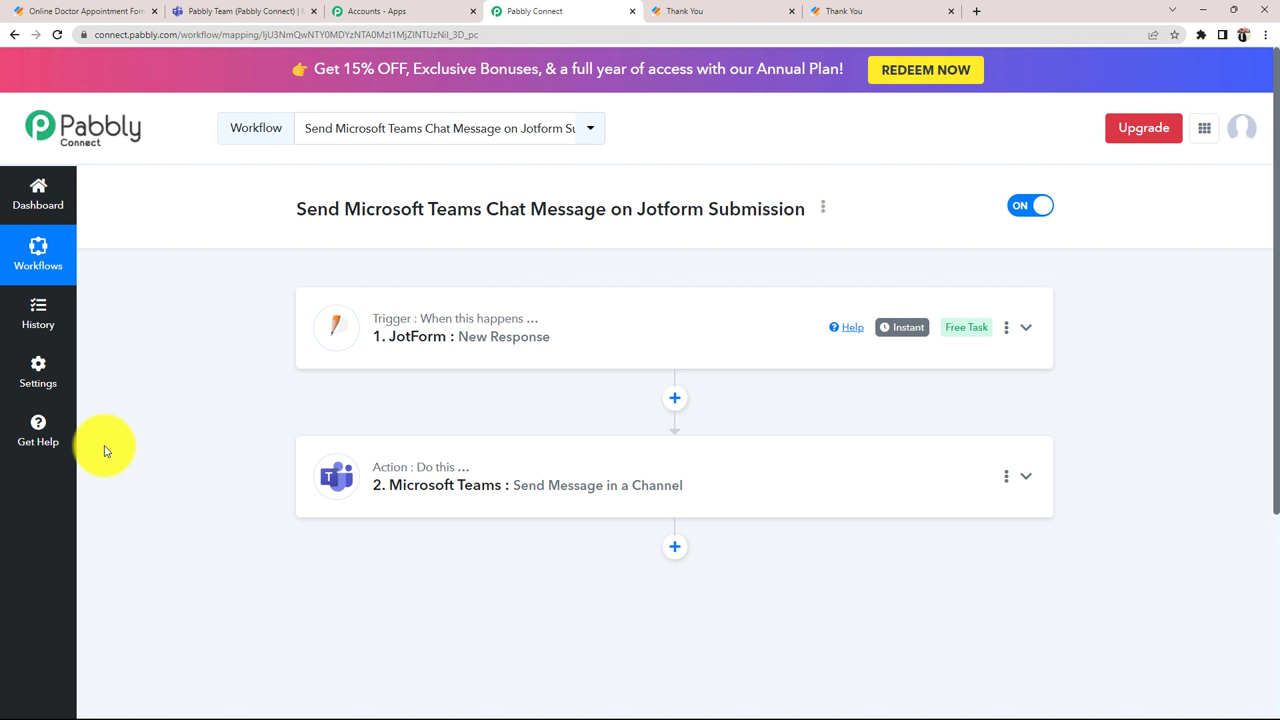 Online Doctor Appointment Form
Pabbly Team (Pabbly Connect) | M
Accounts - Apps
Pabbly Connect
Thank You
Thank You
connect.pabbly.com/workflow/mapping/IjU3NmQwNTY0MDYzNTA0MzI1MjZlNTUzNiI_3D_pc
👉 Get 15% OFF, Exclusive Bonuses, & a full year of access with our Annual Plan!
REDEEM NOW
Pabbly
Connect
Workflow
Send Microsoft Teams Chat Message on Jotform Su
Upgrade
Dashboard
Workflows
History
Settings
Get Help
Send Microsoft Teams Chat Message on Jotform Submission
ON
Trigger : When this happens ...
1. JotForm : New Response
Help
Instant
Free Task
Action : Do this ...
2. Microsoft Teams : Send Message in a Channel